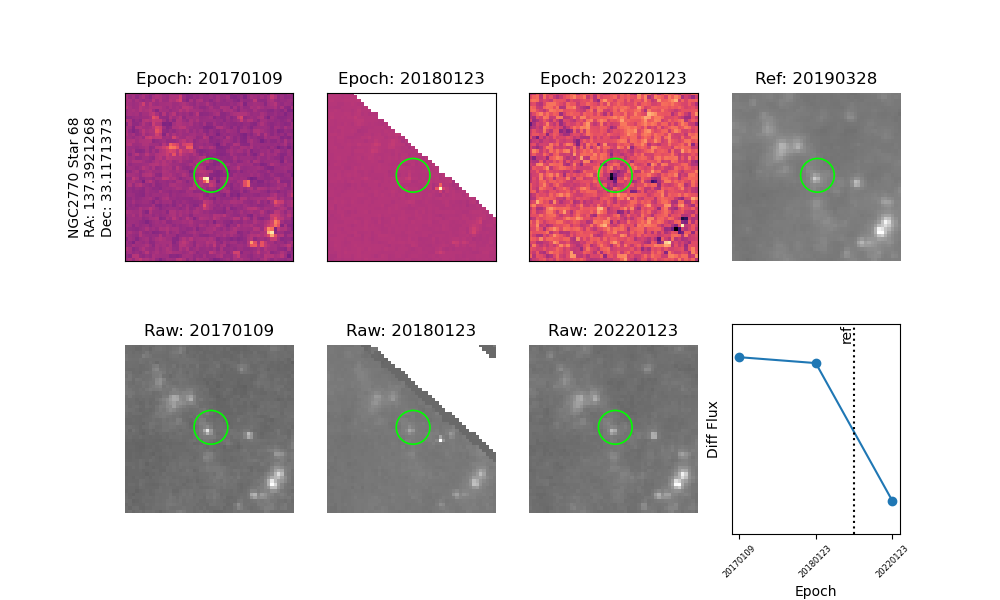 Epoch: 20170109
Epoch: 20180123
Epoch: 20220123
Ref: 20190328
NGC2770 Star 68
RA: 137.3921268
Dec: 33.1171373
Raw: 20170109
Raw: 20180123
Raw: 20220123
ref
Diff Flux
20170109
20180123
20220123
Epoch